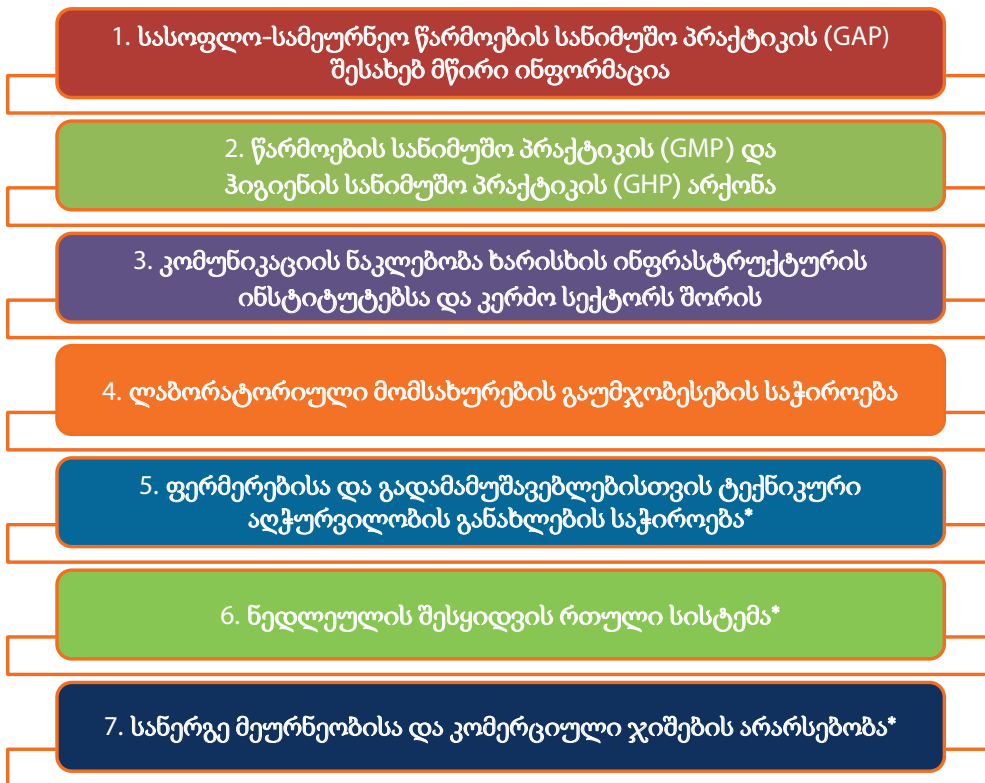 1. სასოფლო-სამეურნეო წარმოების სანიმუშო პრაქტიკის (GAP)
შესახებ მწირი ინფორმაცია
2. წარმოების სანიმუშო პრაქტიკის (GMP) და
ჰიგიენის სანიმუშო პრაქტიკის (GHP) არქონა
3. კომუნიკაციის ნაკლებობა ხარისხის ინფრასტრუქტურის
ინსტიტუტებსა და კერძო სექტორს შორის
4. ლაბორატორიული მომსახურების გაუმჯობესების საჭიროება
5. ფერმერებისა და გადამამუშავებლებისთვის ტექნიკური
აღჭურვილობის განახლების საჭიროება*
6. ნედლეულის შესყიდვის რთული სისტემა*
7. სანერგე მეურნეობისა და კომერციული ჯიშების არარსებობა*